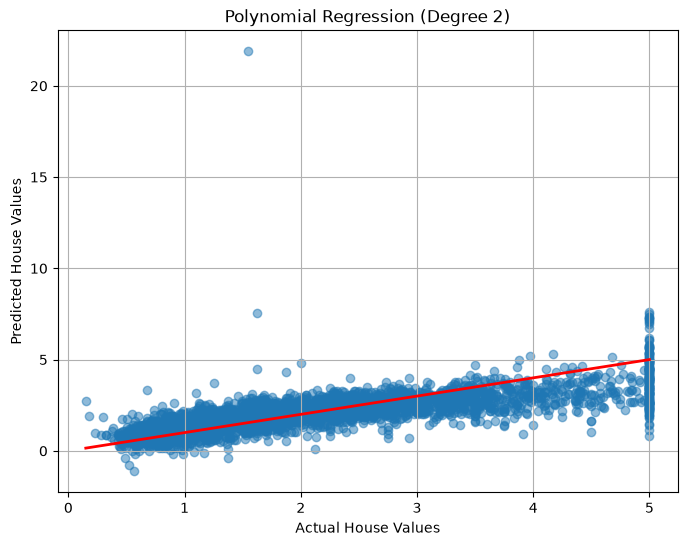 Polynomial Regression (Degree 2)
Predicted House Values
20
15
10
5
0
0 1 2 3 4 5
Actual House Values